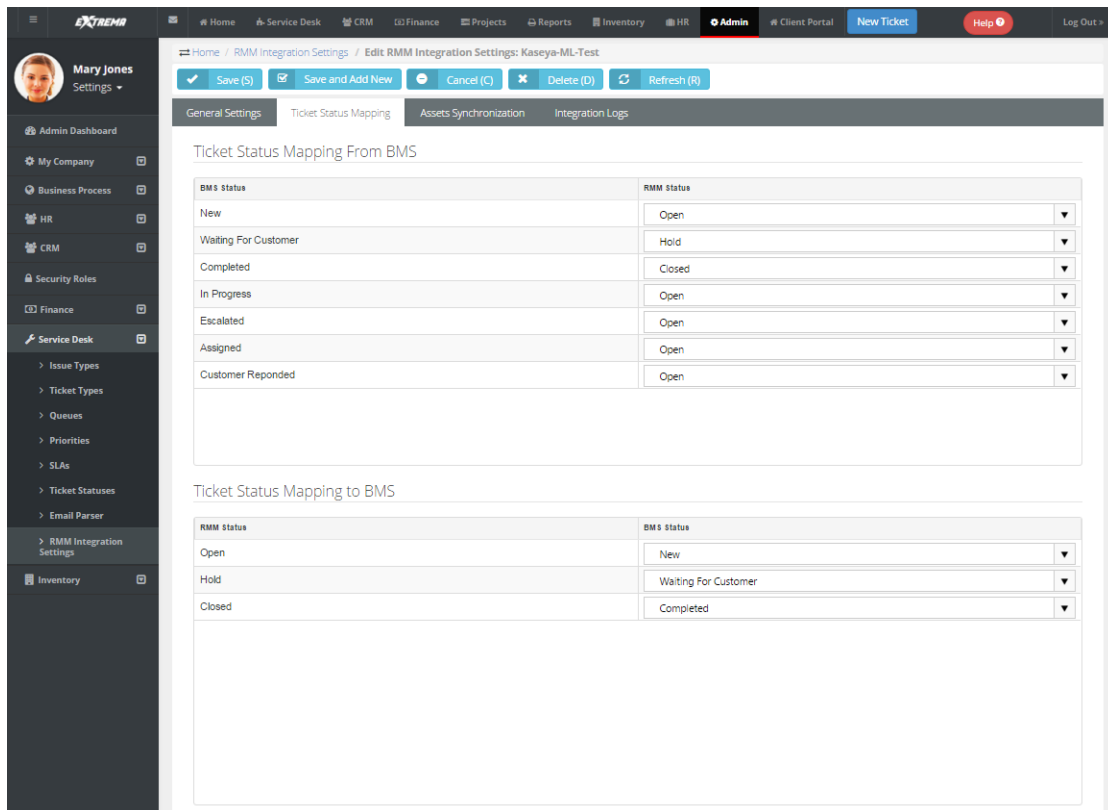 EXTREMA
Home Service Desk CRM Finance Projects Reports Inventory HR Admin Client Portal New Ticket Help Log Out »
Mary Jones
Settings
Admin Dashboard
My Company
Business Process
HR
CRM
Security Roles
Finance
Service Desk
> Issue Types
> Ticket Types
> Queues
> Priorities
> SLAs
> Ticket Statuses
> Email Parser
> RMM Integration
Settings
Inventory
Home / RMM Integration Settings / Edit RMM Integration Settings: Kaseya-ML-Test
Save (S) Save and Add New Cancel (C) Delete (D) Refresh (R)
General Settings Ticket Status Mapping Assets Synchronization Integration Logs
Ticket Status Mapping From BMS
BMS Status RMM Status
New Open
Waiting For Customer Hold
Completed Closed
In Progress Open
Escalated Open
Assigned Open
Customer Reponded Open
Ticket Status Mapping to BMS
RMM Status BMS Status
Open New
Hold Waiting For Customer
Closed Completed